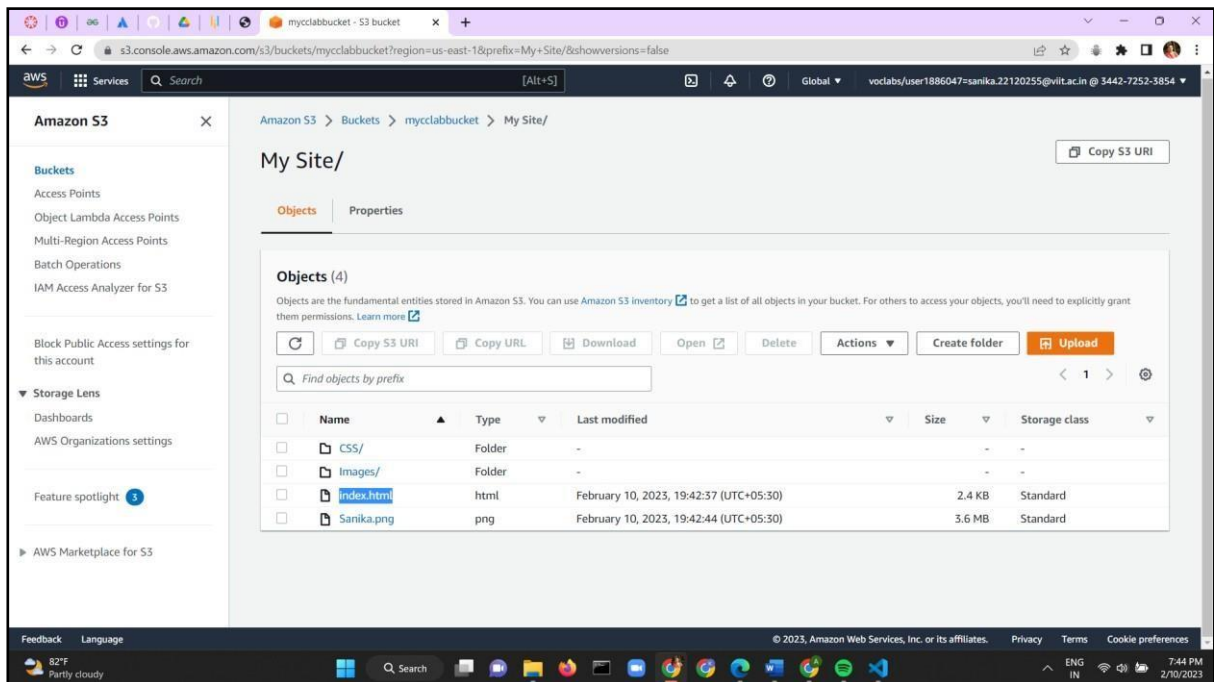 mycclabbucket - S3 bucket
s3.console.aws.amazon.com/s3/buckets/mycclabbucket?region=us-east-1&prefix=My+Site/&showversions=false
aws Services Search [Alt+S] Global voclabs/user1886047=sanika.22120255@viit.ac.in @ 3442-7252-3854
Amazon S3
Buckets
Access Points
Object Lambda Access Points
Multi-Region Access Points
Batch Operations
IAM Access Analyzer for S3
Block Public Access settings for
this account
Storage Lens
Dashboards
AWS Organizations settings
Feature spotlight 3
AWS Marketplace for S3
Amazon S3 > Buckets > mycclabbucket > My Site/
My Site/
Copy S3 URI
Objects Properties
Objects (4)
Objects are the fundamental entities stored in Amazon S3. You can use Amazon S3 inventory to get a list of all objects in your bucket. For others to access your objects, you'll need to explicitly grant
them permissions. Learn more
Copy S3 URI Copy URL Download Open Delete Actions Create folder Upload
Find objects by prefix
< 1 >
Name Type Last modified Size Storage class
CSS/ Folder - - -
Images/ Folder - - -
index.html html February 10, 2023, 19:42:37 (UTC+05:30) 2.4 KB Standard
Sanika.png png February 10, 2023, 19:42:44 (UTC+05:30) 3.6 MB Standard
Feedback Language © 2023, Amazon Web Services, Inc. or its affiliates. Privacy Terms Cookie preferences
82°F
Partly cloudy
Search
ENG
IN
7:44 PM
2/10/2023